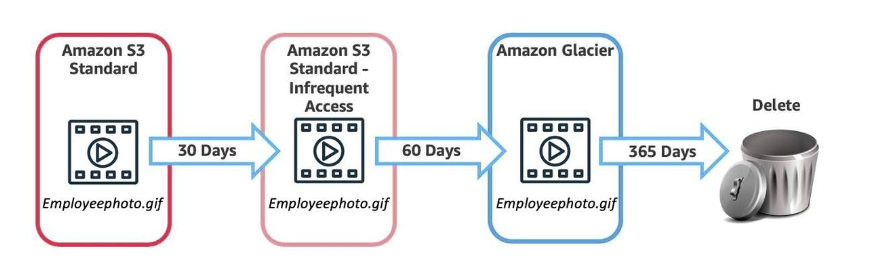 Amazon S3
Standard
Employeephoto.gif
30 Days
Amazon S3
Standard -
Infrequent
Access
Employeephoto.gif
60 Days
Amazon Glacier
Employeephoto.gif
365 Days
Delete